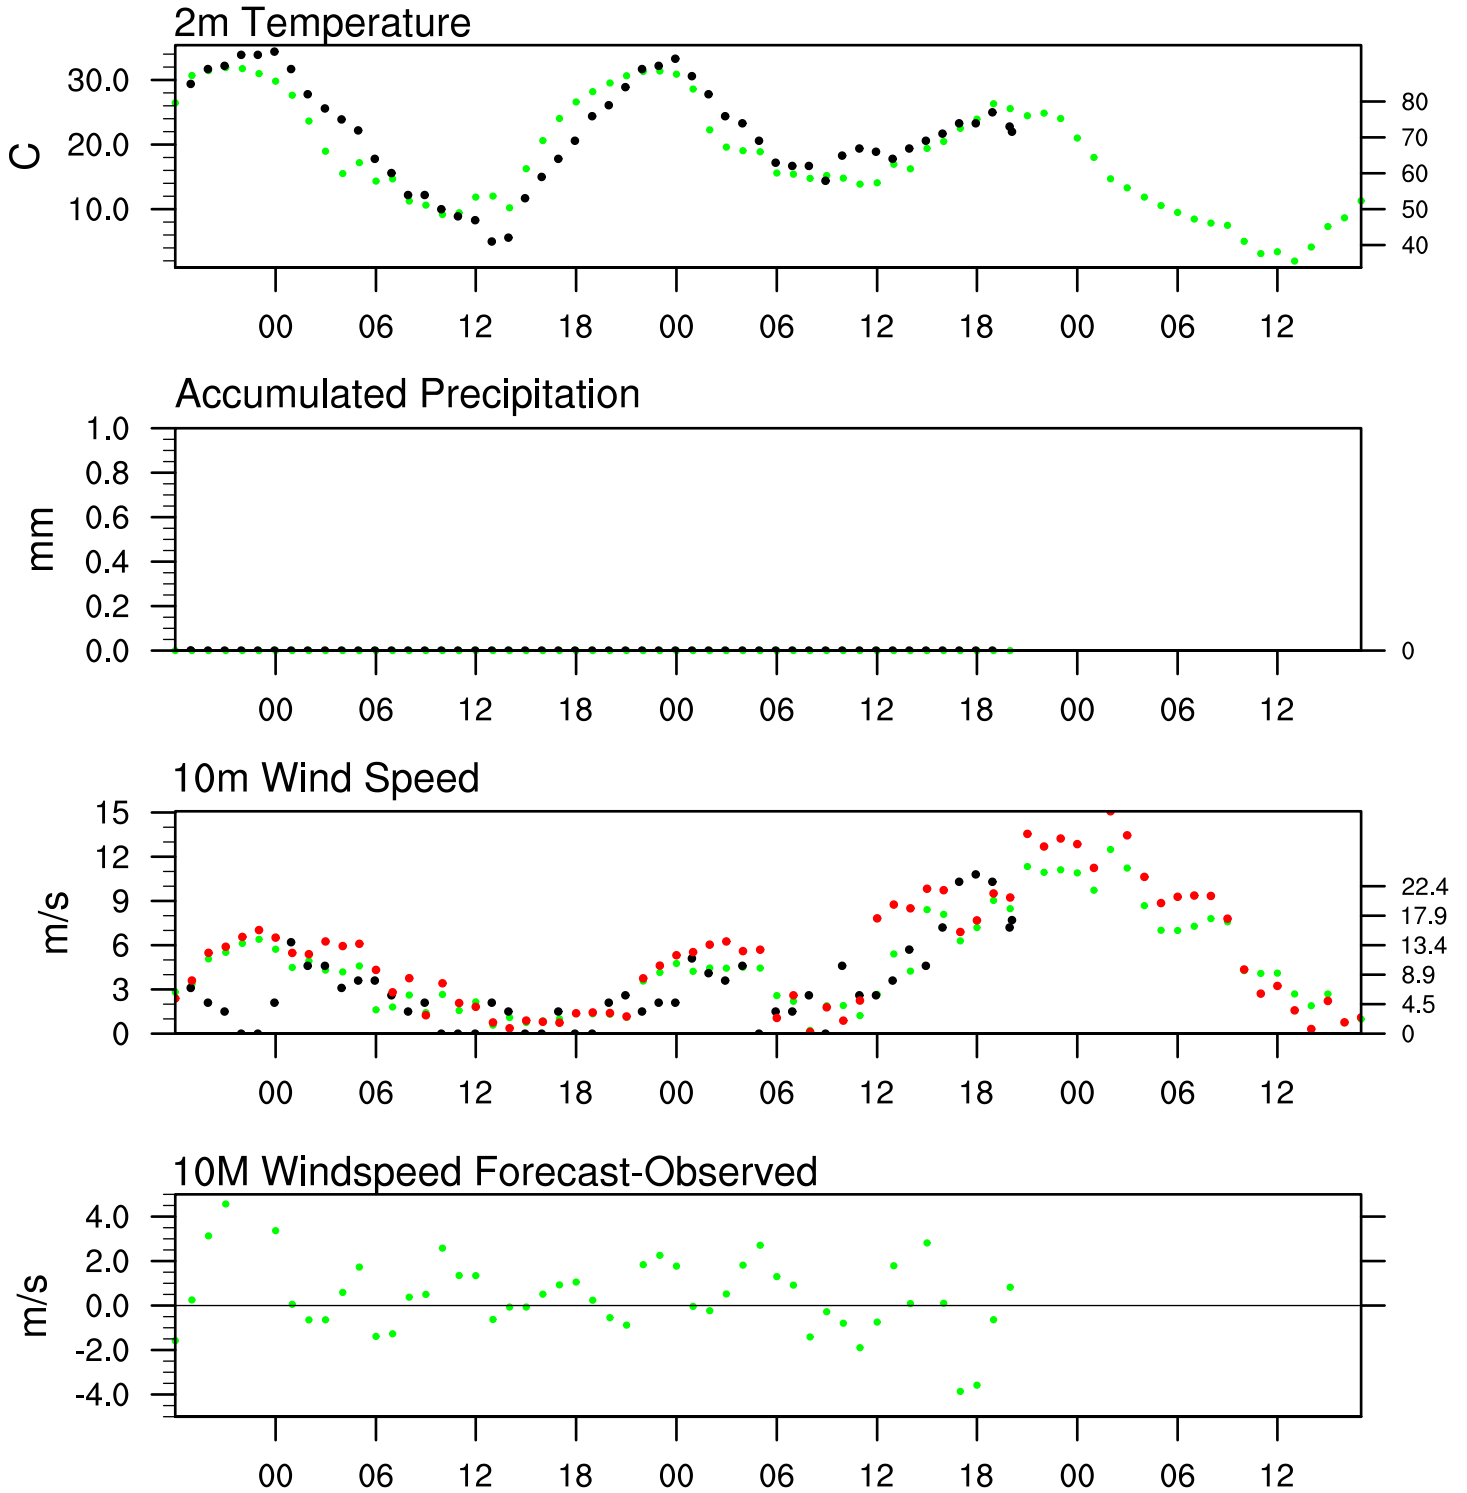 2m Temperature
30.0
20.0
10.0
C
80
70
60
50
40
00 06 12 18 00 06 12 18 00 06 12
Accumulated Precipitation
1.0
0.8
0.6
0.4
0.2
0.0
mm
0
00 06 12 18 00 06 12 18 00 06 12
10m Wind Speed
15
12
9
6
3
0
m/s
22.4
17.9
13.4
8.9
4.5
0
00 06 12 18 00 06 12 18 00 06 12
10M Windspeed Forecast-Observed
4.0
2.0
0.0
-2.0
-4.0
m/s
00 06 12 18 00 06 12 18 00 06 12